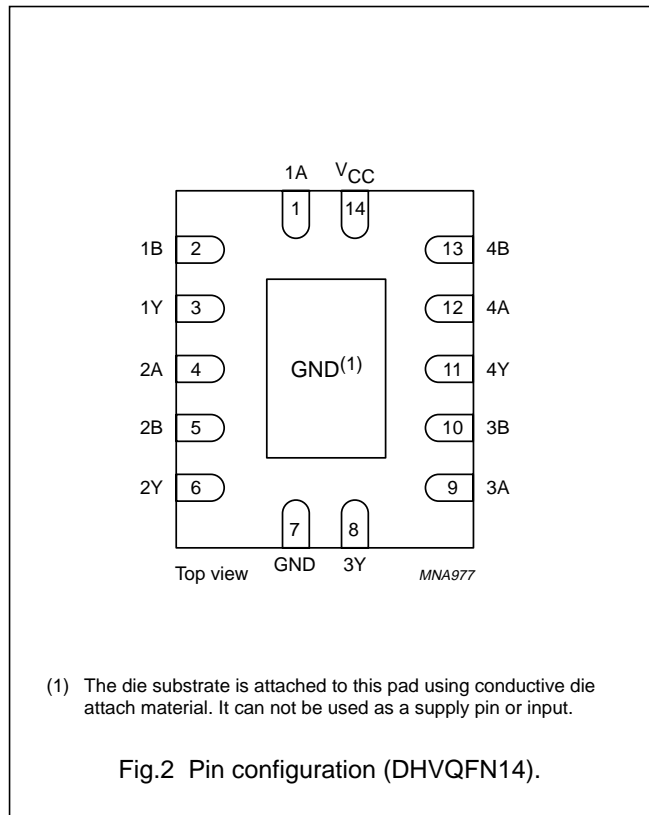 1A VCC
1 14
1B 2 13 4B
1Y 3 12 4A
2A 4 GND(1) 11 4Y
2B 5 10 3B
2Y 6 9 3A
7 8
Top view GND 3Y MNA977
(1) The die substrate is attached to this pad using conductive die
attach material. It can not be used as a supply pin or input.
Fig.2 Pin configuration (DHVQFN14).